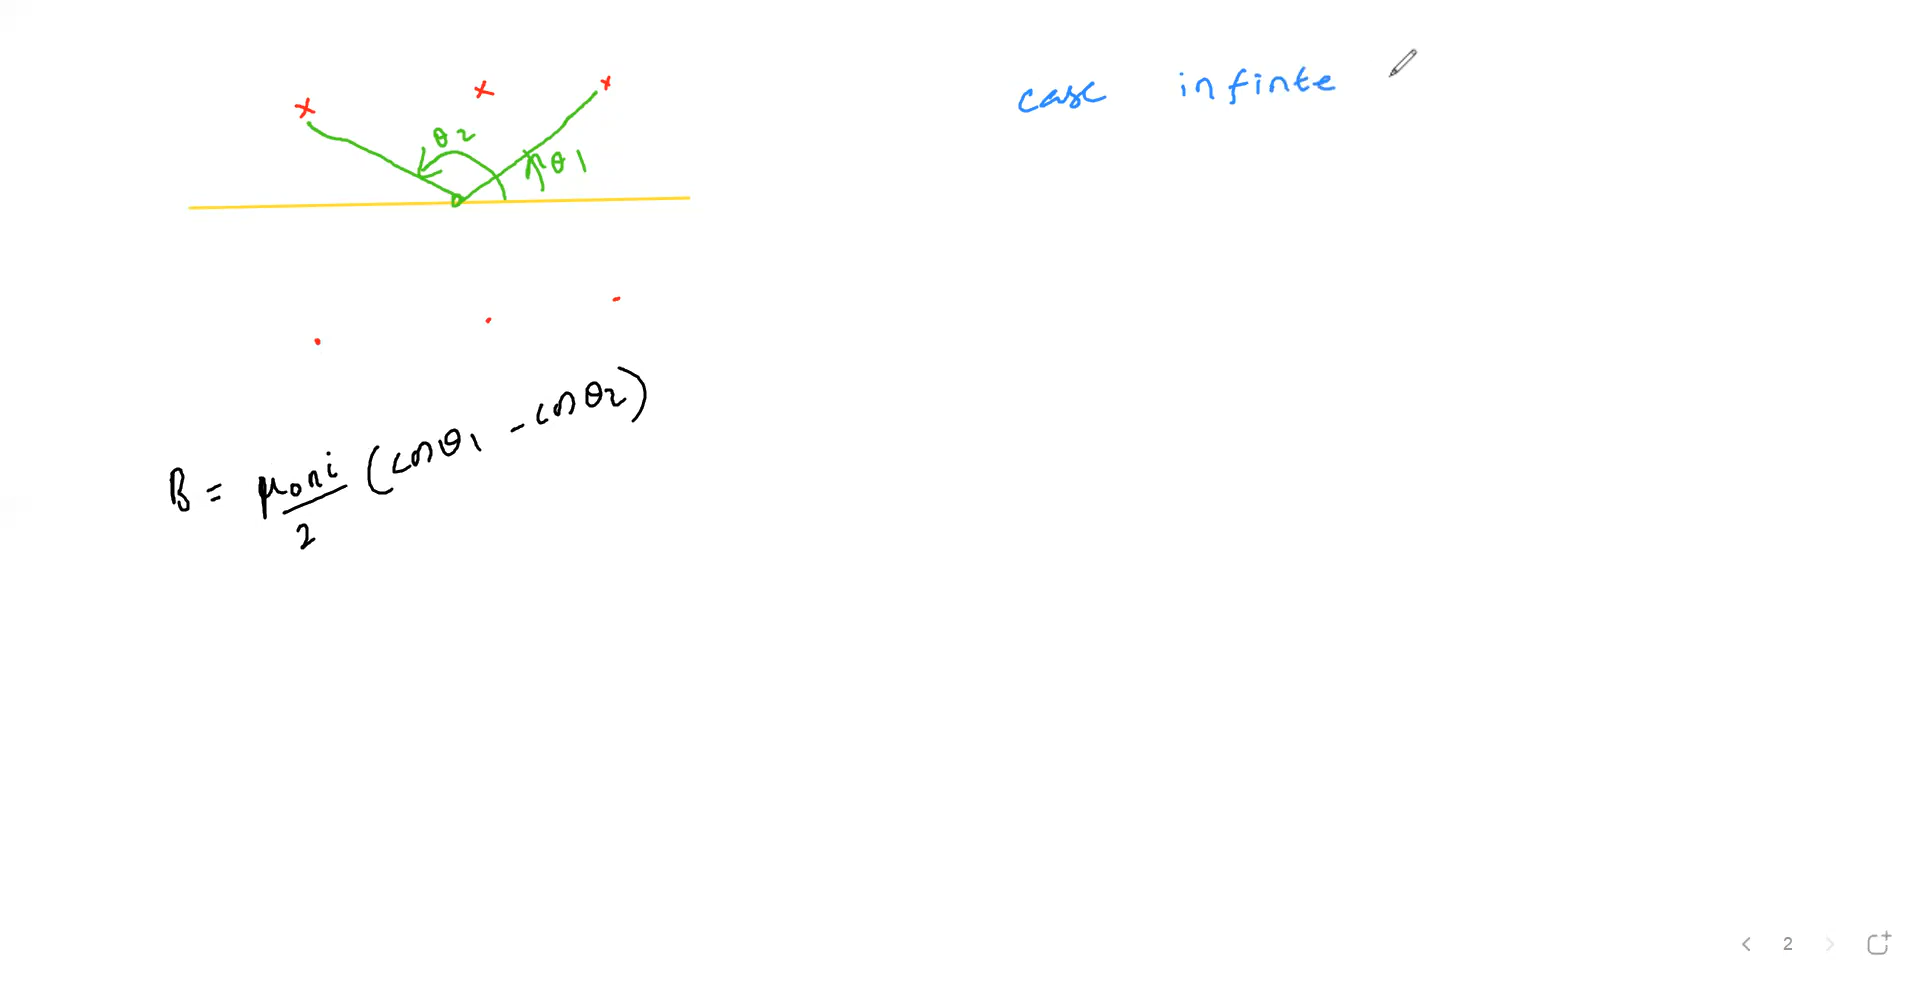 case infinte
x x x
θ2
θ1
B = μ0ni/2 (cosθ1 - cosθ2)
2